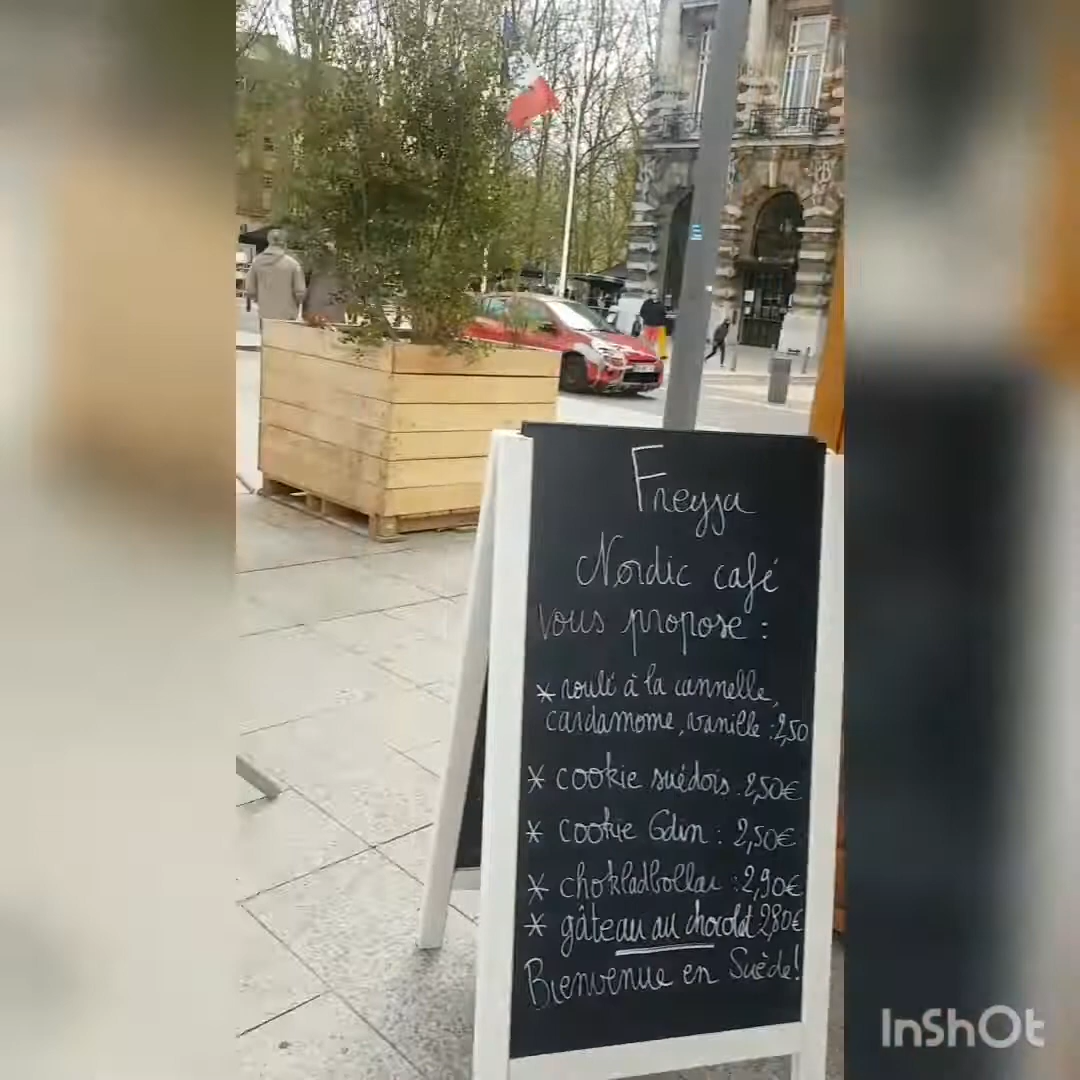 Freyja
Nordic café
vous propose :
* roulé à la cannelle,
cardamome, vanille : 2,50
* cookie suédois : 2,50€
* cookie Odin : 2,50€
* chokladbollar : 2,90€
* gâteau au chocolat 2,80€
Bienvenue en Suède!
InShOt